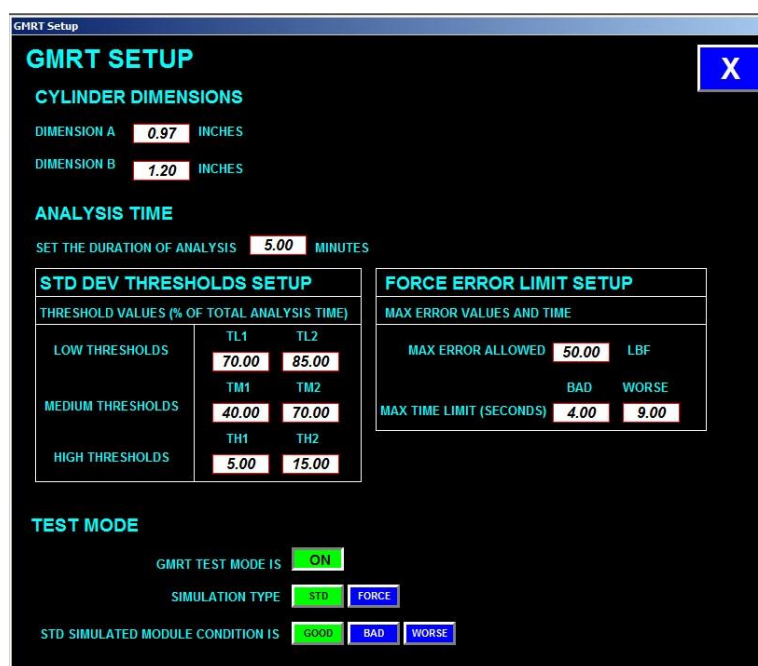 GMRT Setup
GMRT SETUP
X
CYLINDER DIMENSIONS
DIMENSION A 0.97 INCHES
DIMENSION B 1.20 INCHES
ANALYSIS TIME
SET THE DURATION OF ANALYSIS 5.00 MINUTES
STD DEV THRESHOLDS SETUP
THRESHOLD VALUES (% OF TOTAL ANALYSIS TIME)
TL1 TL2
LOW THRESHOLDS 70.00 85.00
TM1 TM2
MEDIUM THRESHOLDS 40.00 70.00
TH1 TH2
HIGH THRESHOLDS 5.00 15.00
FORCE ERROR LIMIT SETUP
MAX ERROR VALUES AND TIME
MAX ERROR ALLOWED 50.00 LBF
BAD WORSE
MAX TIME LIMIT (SECONDS) 4.00 9.00
TEST MODE
GMRT TEST MODE IS ON
SIMULATION TYPE STD FORCE
STD SIMULATED MODULE CONDITION IS GOOD BAD WORSE